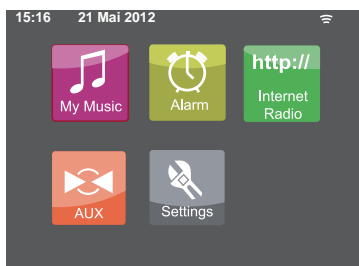 15:16 21 Mai 2012
My Music
Alarm
http://
Internet
Radio
AUX
Settings